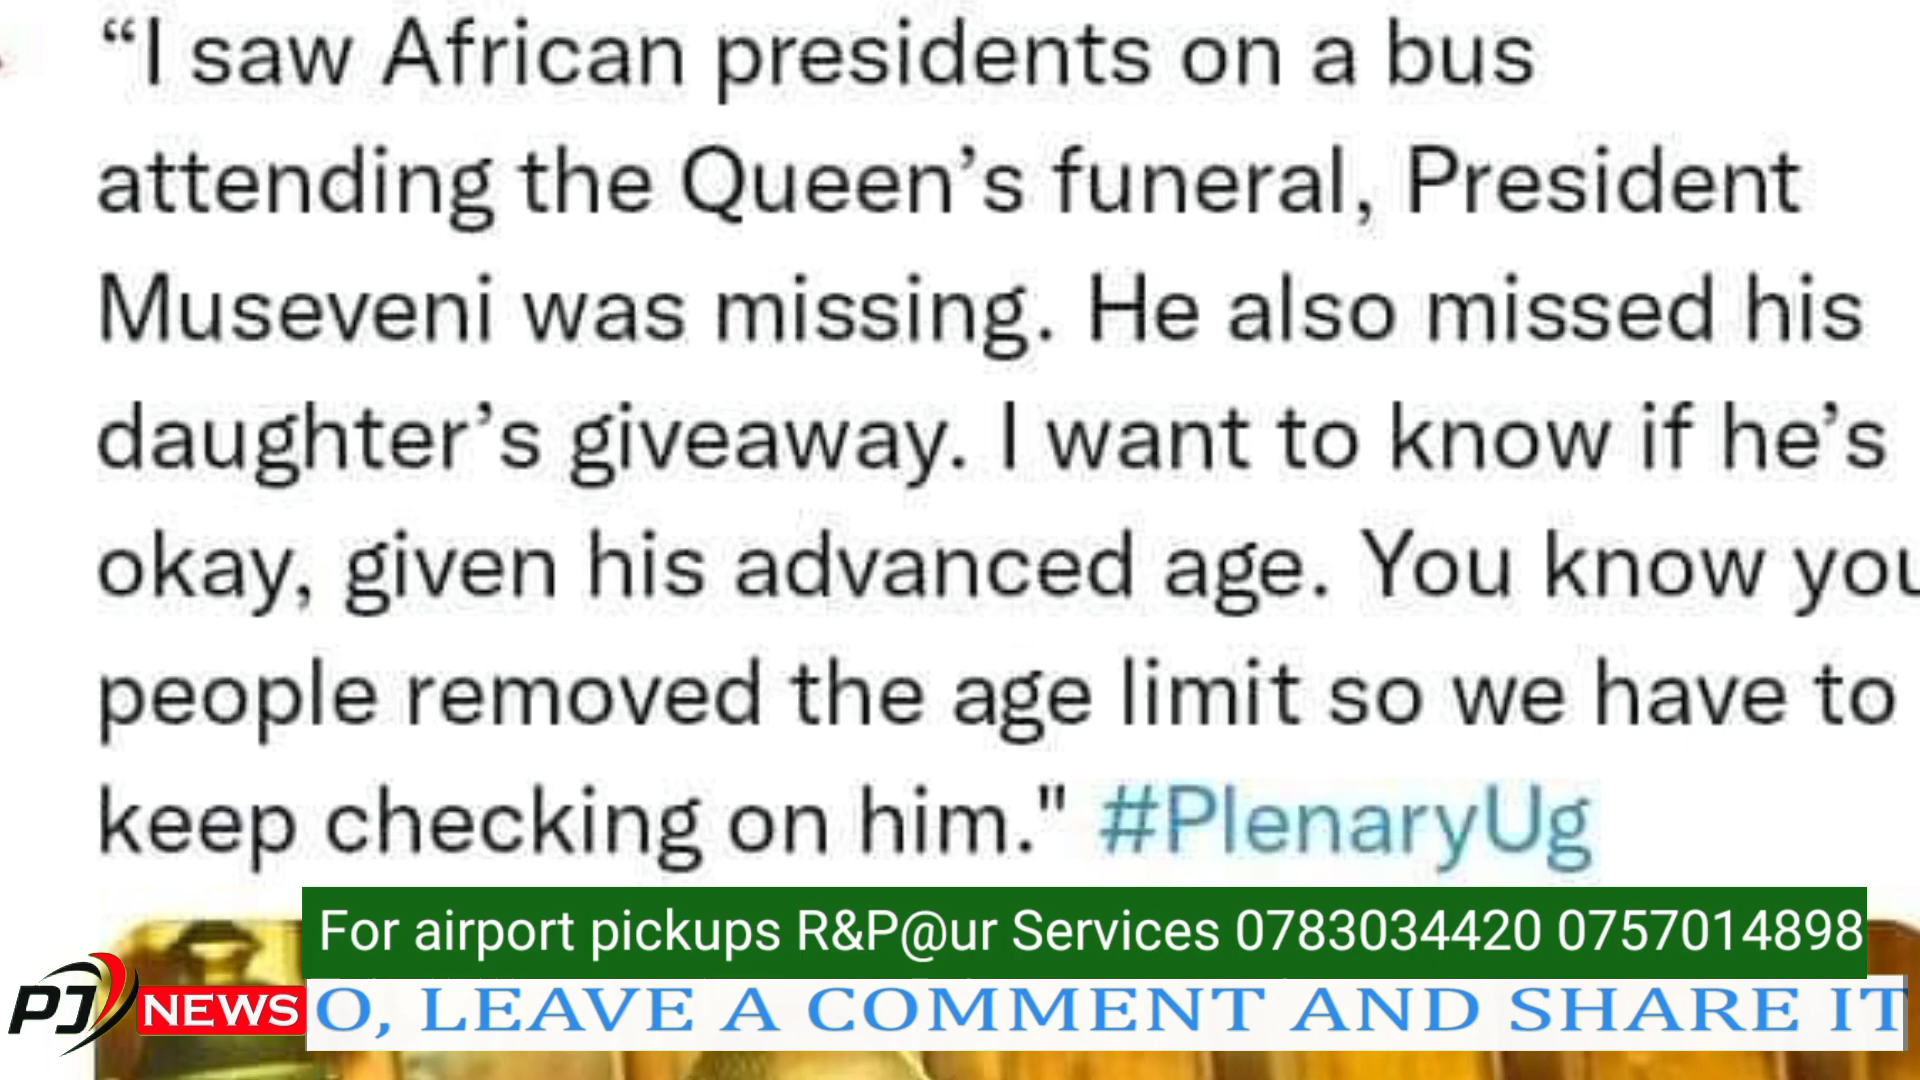 “I saw African presidents on a bus
attending the Queen’s funeral, President
Museveni was missing. He also missed his
daughter’s giveaway. I want to know if he’s
okay, given his advanced age. You know you
people removed the age limit so we have to
keep checking on him." #PlenaryUg
For airport pickups R&P@ur Services 0783034420 0757014898
PJ NEWS
O, LEAVE A COMMENT AND SHARE IT